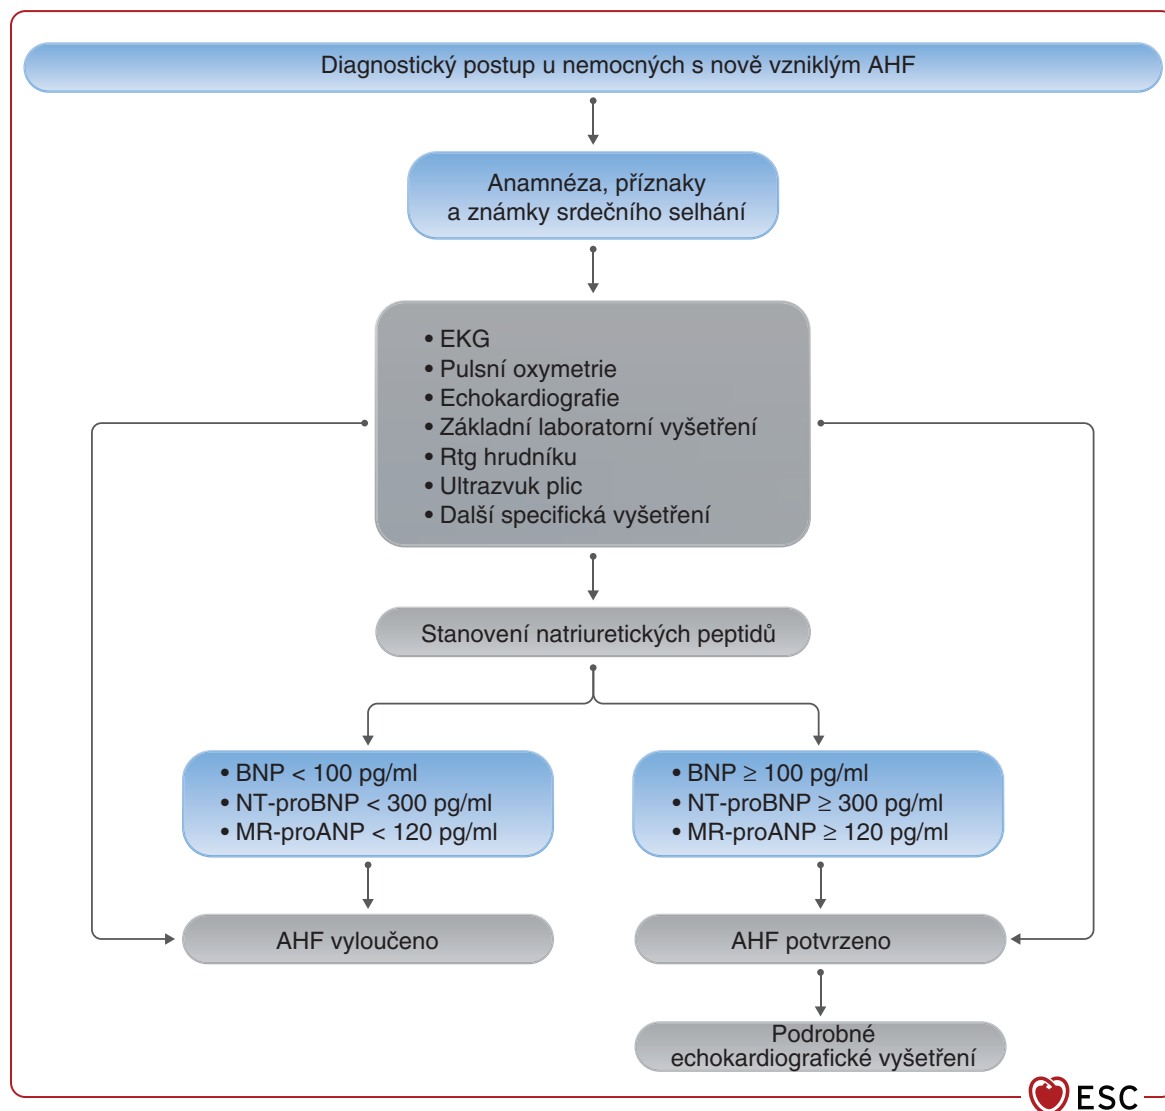 Diagnostický postup u nemocných s nově vzniklým AHF
Anamnéza, příznaky
a známky srdečního selhání
• EKG
• Pulsní oxymetrie
• Echokardiografie
• Základní laboratorní vyšetření
• Rtg hrudníku
• Ultrazvuk plic
• Další specifická vyšetření
Stanovení natriuretických peptidů
• BNP < 100 pg/ml
• NT-proBNP < 300 pg/ml
• MR-proANP < 120 pg/ml
• BNP ≥ 100 pg/ml
• NT-proBNP ≥ 300 pg/ml
• MR-proANP ≥ 120 pg/ml
AHF vyloučeno
AHF potvrzeno
Podrobné
echokardiografické vyšetření
ESC